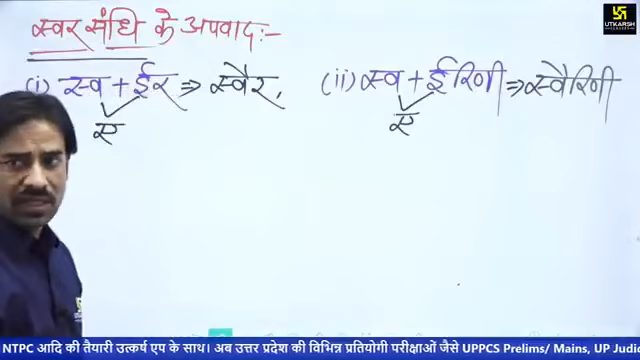 स्वर संधि के अपवाद:-
UTKARSH
(i) स्व + ईर ⇒ स्वैर,
(ii) स्व + ईरिणी ⇒ स्वैरिणी
ए
ए
NTPC आदि की तैयारी उत्कर्ष एप के साथ। अब उत्तर प्रदेश की विभिन्न प्रतियोगी परीक्षाओं जैसे UPPCS Prelims/ Mains, UP Judic